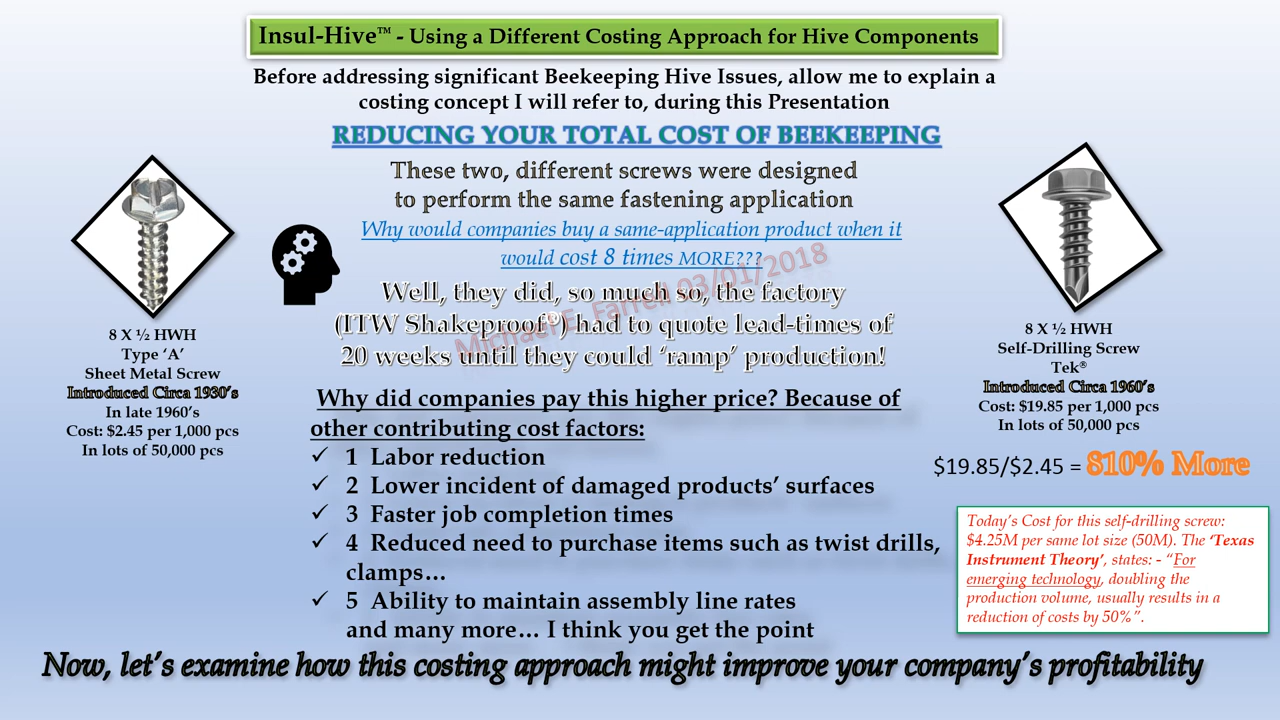 Insul-Hive™ - Using a Different Costing Approach for Hive Components
Before addressing significant Beekeeping Hive Issues, allow me to explain a
costing concept I will refer to, during this Presentation
REDUCING YOUR TOTAL COST OF BEEKEEPING
These two, different screws were designed
to perform the same fastening application
Why would companies buy a same-application product when it
would cost 8 times MORE???
Well, they did, so much so, the factory
(ITW Shakeproof®) had to quote lead-times of
20 weeks until they could ‘ramp’ production!
Michael E. Farrell 03/01/2018
8 X ½ HWH
Type ‘A’
Sheet Metal Screw
Introduced Circa 1930’s
In late 1960’s
Cost: $2.45 per 1,000 pcs
In lots of 50,000 pcs
8 X ½ HWH
Self-Drilling Screw
Tek®
Introduced Circa 1960’s
Cost: $19.85 per 1,000 pcs
In lots of 50,000 pcs
$19.85/$2.45 = 810% More
Why did companies pay this higher price? Because of
other contributing cost factors:
✓ 1 Labor reduction
✓ 2 Lower incident of damaged products’ surfaces
✓ 3 Faster job completion times
✓ 4 Reduced need to purchase items such as twist drills,
clamps…
✓ 5 Ability to maintain assembly line rates
and many more… I think you get the point
Today’s Cost for this self-drilling screw:
$4.25M per same lot size (50M). The ‘Texas
Instrument Theory’, states: - “For
emerging technology, doubling the
production volume, usually results in a
reduction of costs by 50%”.
Now, let’s examine how this costing approach might improve your company’s profitability